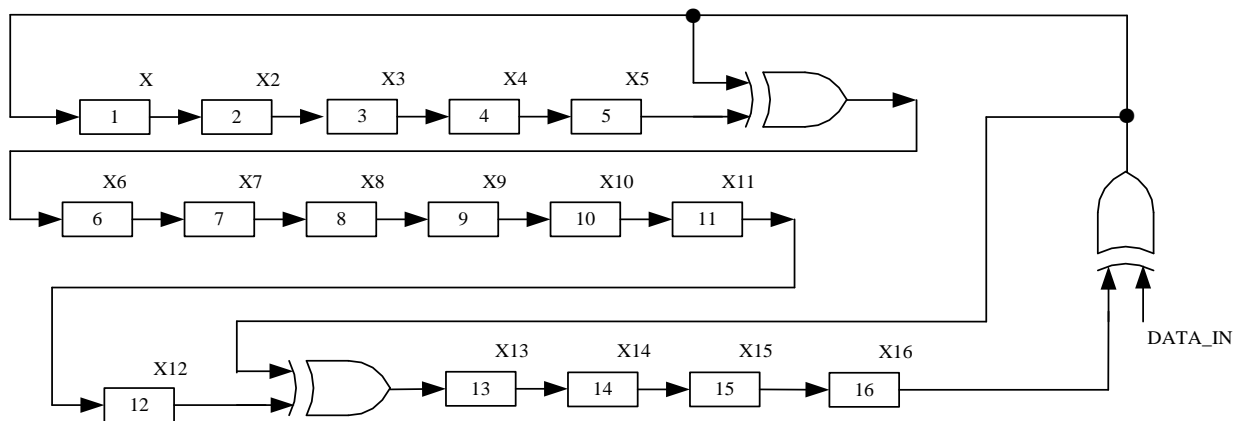 X X2 X3 X4 X5
1 2 3 4 5
X6 X7 X8 X9 X10 X11
6 7 8 9 10 11
DATA_IN
X12 X13 X14 X15 X16
12 13 14 15 16